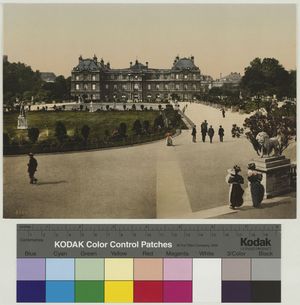 KODAK Color Control Patches
Kodak
Blue Cyan Green Yellow Red Magenta White 3/Color Black